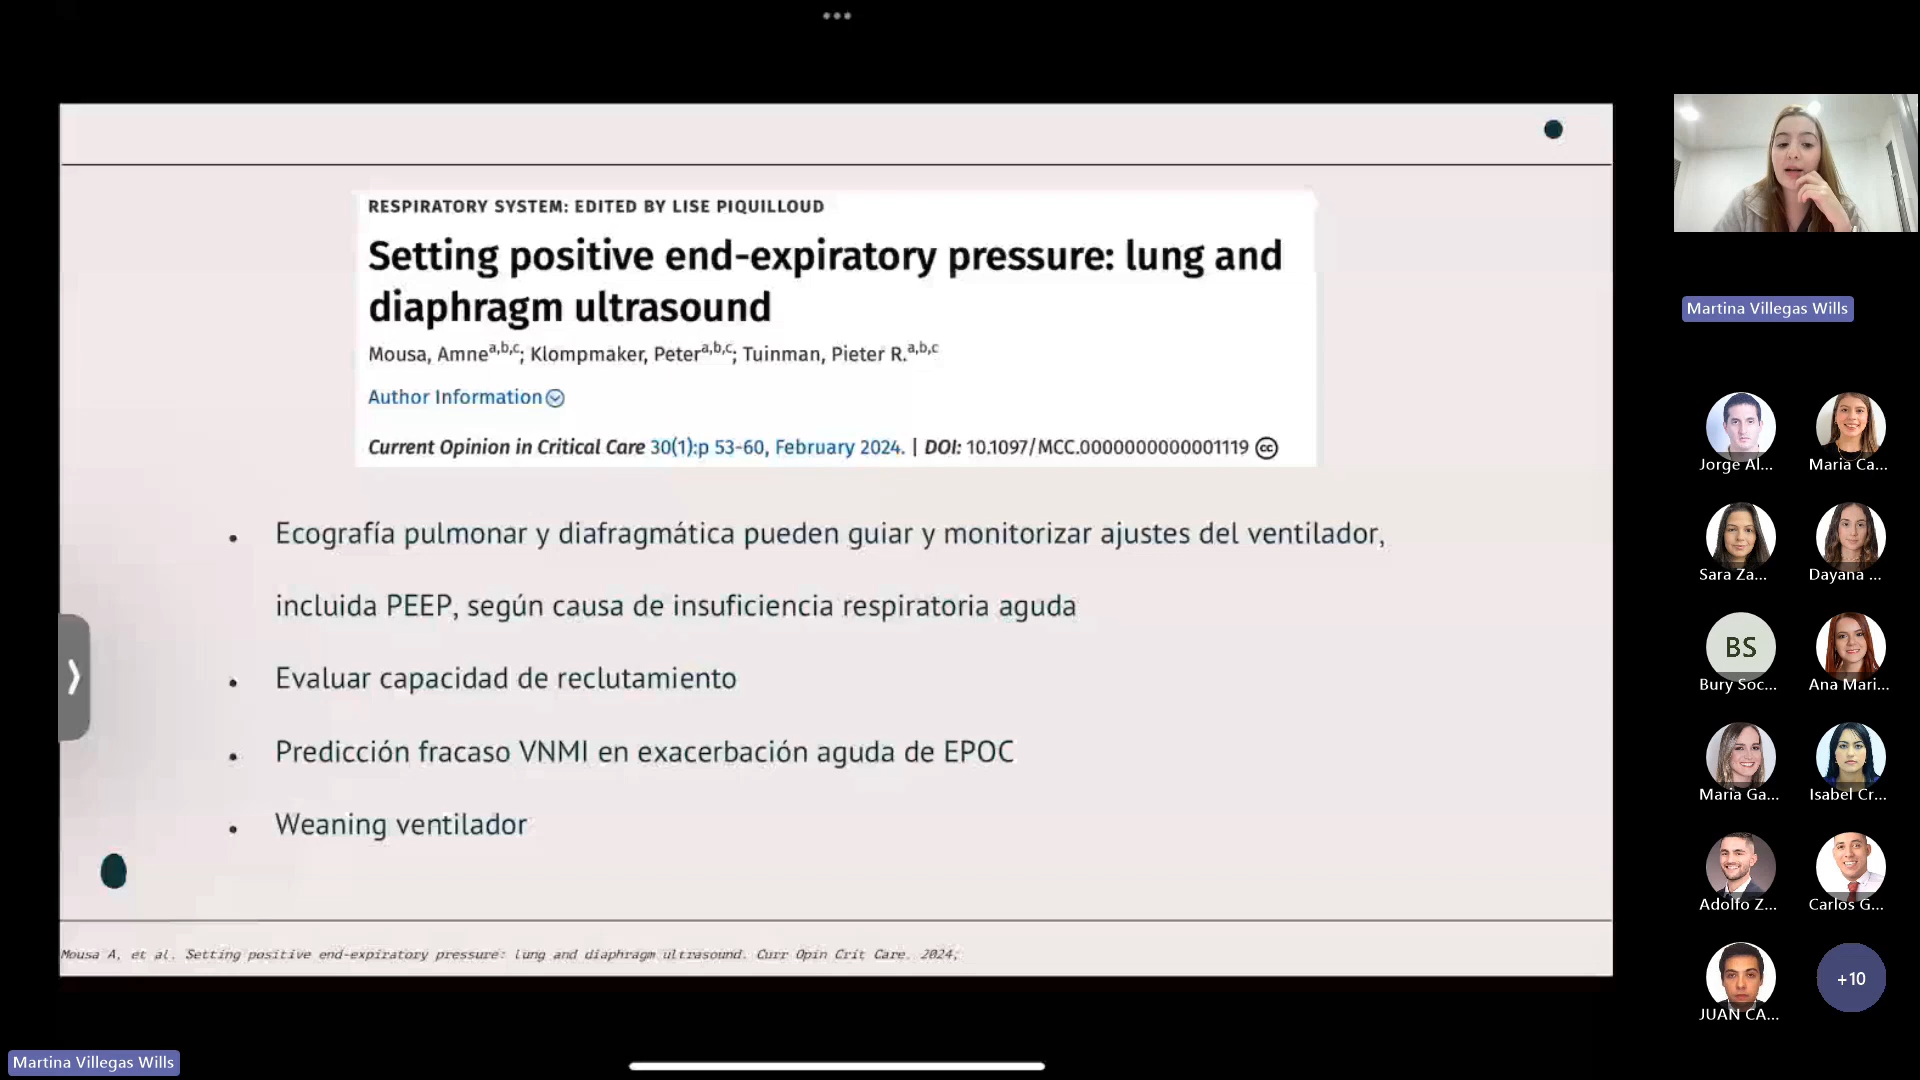 RESPIRATORY SYSTEM: EDITED BY LISE PIQUILLOUD
Setting positive end-expiratory pressure: lung and
diaphragm ultrasound
Mousa, Amne^a,b,c; Klompmaker, Peter^a,b,c; Tuinman, Pieter R.^a,b,c
Author Information
Current Opinion in Critical Care 30(1):p 53-60, February 2024. | DOI: 10.1097/MCC.0000000000001119 cc
• Ecografía pulmonar y diafragmática pueden guiar y monitorizar ajustes del ventilador,
incluida PEEP, según causa de insuficiencia respiratoria aguda
• Evaluar capacidad de reclutamiento
• Predicción fracaso VNMI en exacerbación aguda de EPOC
• Weaning ventilador
Mousa A, et al. Setting positive end-expiratory pressure: lung and diaphragm ultrasound. Curr Opin Crit Care. 2024;
Martina Villegas Wills
Martina Villegas Wills
Jorge Al...
Maria Ca...
Sara Za...
Dayana ...
BS
Bury Soc...
Ana Mari...
Maria Ga...
Isabel Cr...
Adolfo Z...
Carlos G...
JUAN CA...
+10